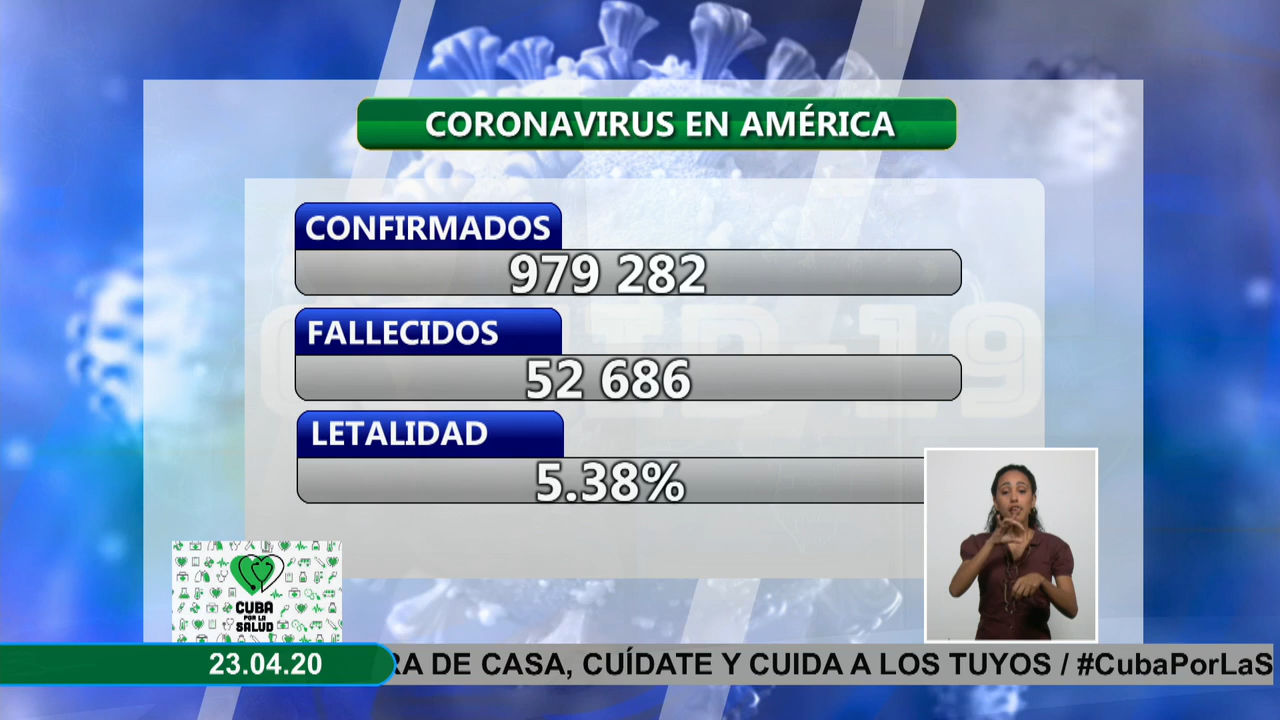 CORONAVIRUS EN AMÉRICA
CONFIRMADOS
979 282
FALLECIDOS
52 686
LETALIDAD
5.38%
CUBA
POR LA
SALUD
23.04.20
RA DE CASA, CUÍDATE Y CUIDA A LOS TUYOS / #CubaPorLaS